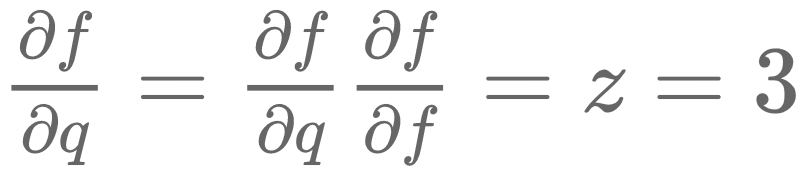 ∂f/∂q = ∂f/∂q ∂f/∂f = z = 3